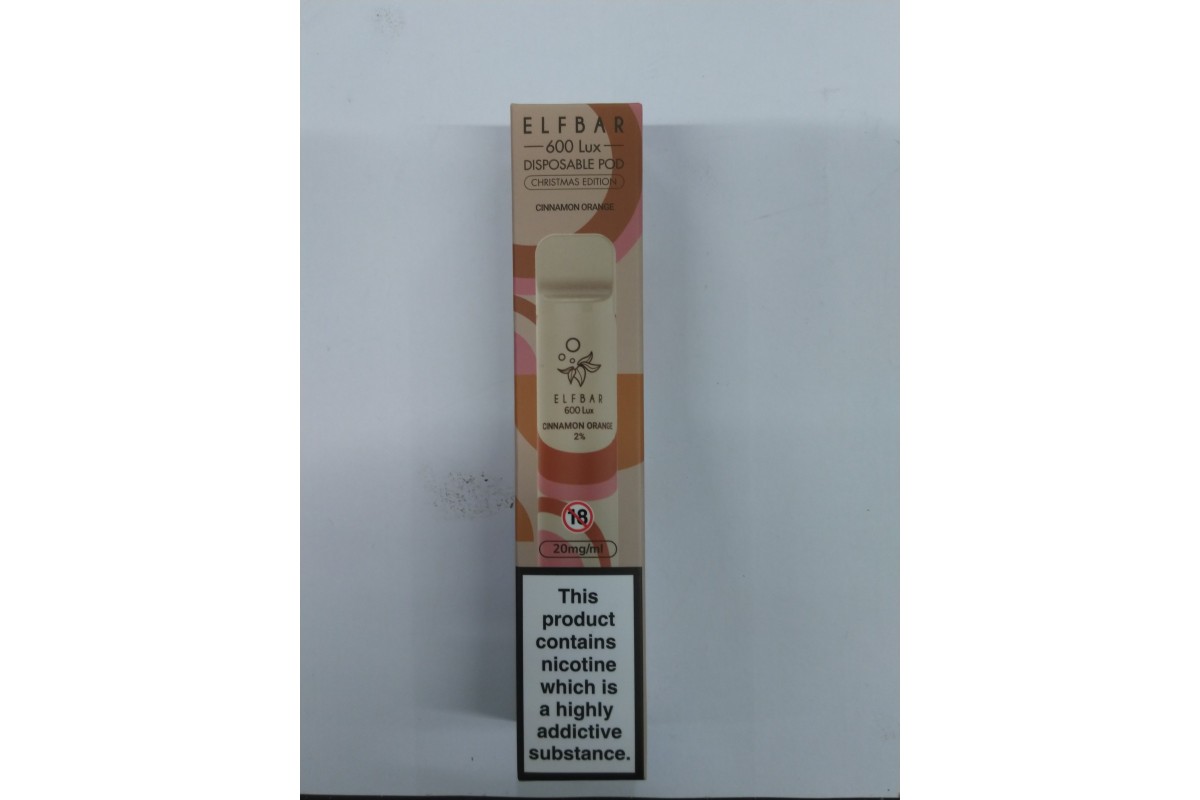 ELFBAR
600 Lux
DISPOSABLE POD
CHRISTMAS EDITION
CINNAMON ORANGE
ELFBAR
600 Lux
CINNAMON ORANGE
2%
18
20mg/ml
This
product
contains
nicotine
which is
a highly
addictive
substance.